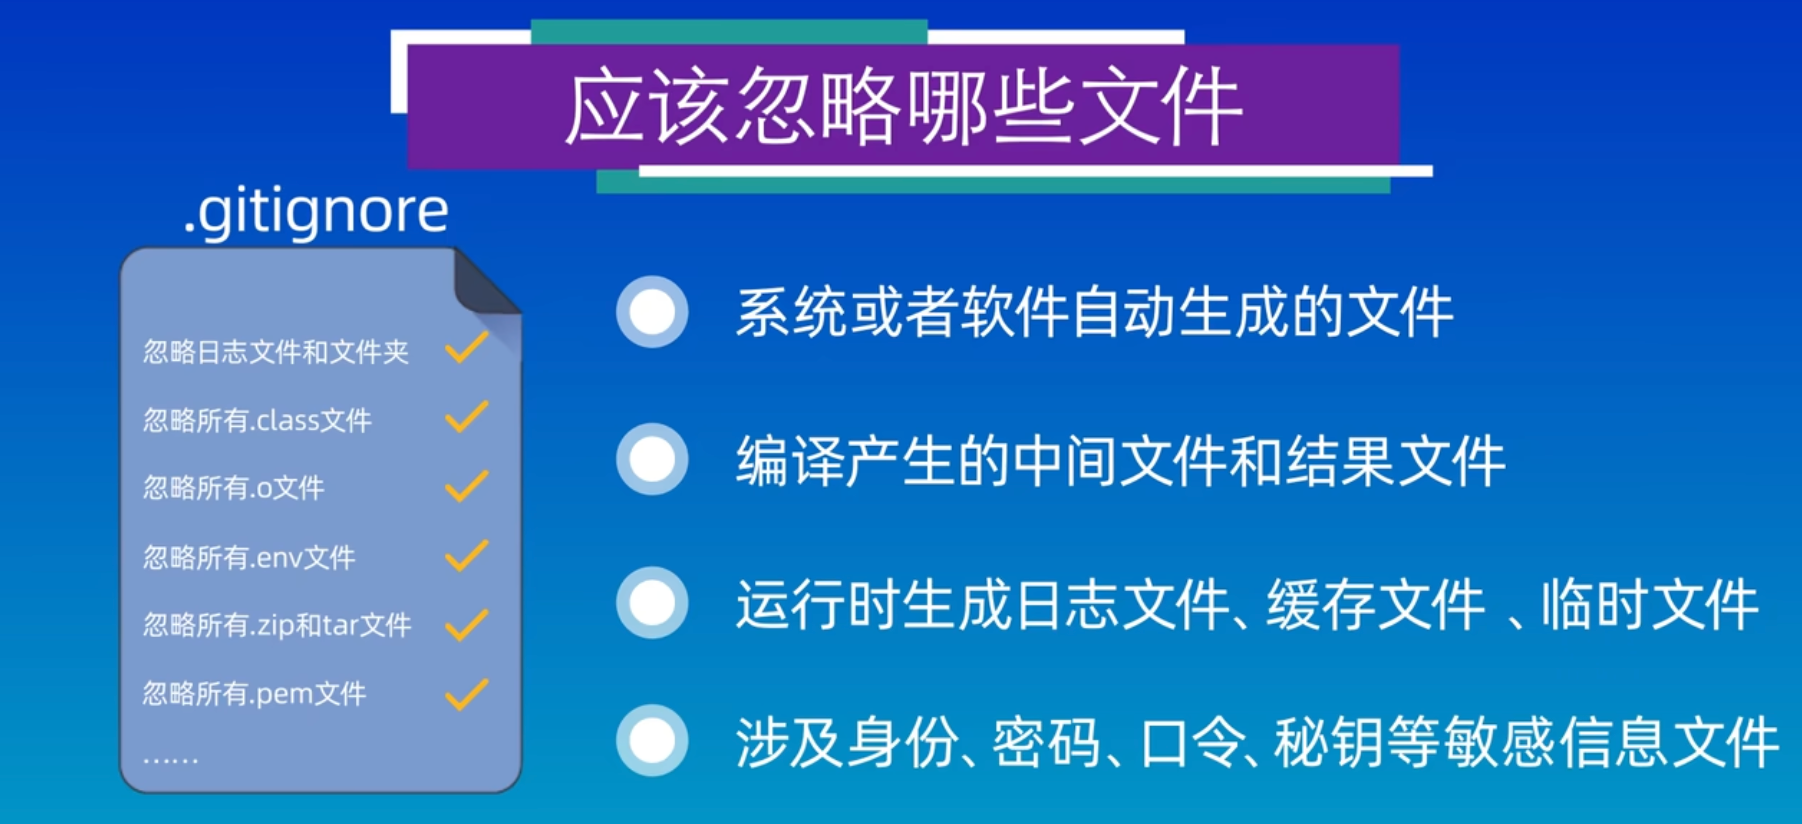 应该忽略哪些文件
.gitignore
忽略日志文件和文件夹
忽略所有.class文件
忽略所有.o文件
忽略所有.env文件
忽略所有.zip和tar文件
忽略所有.pem文件
……
系统或者软件自动生成的文件
编译产生的中间文件和结果文件
运行时生成日志文件、缓存文件 、临时文件
涉及身份、密码、口令、秘钥等敏感信息文件